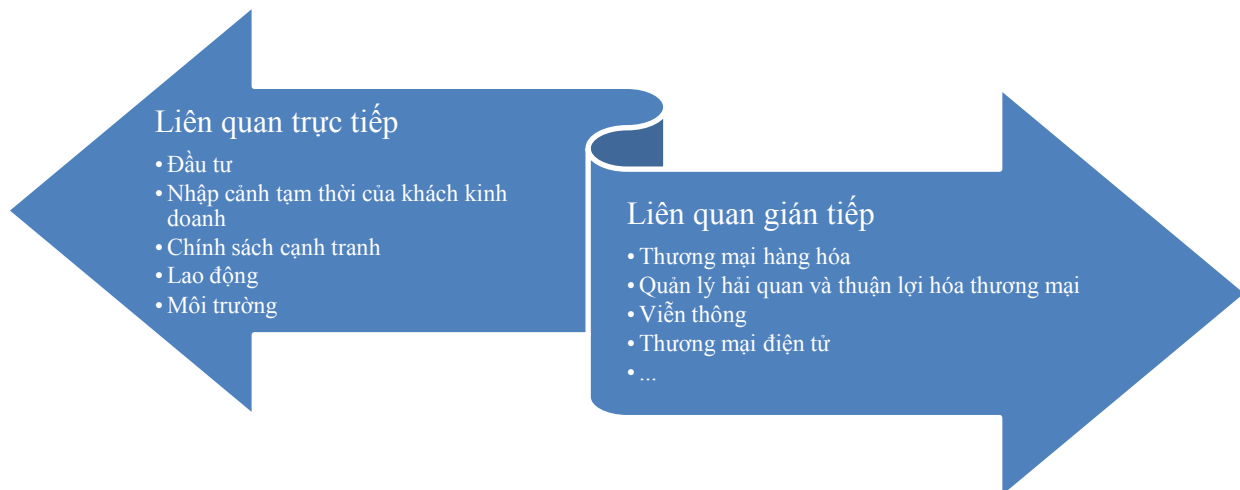 Liên quan trực tiếp
• Đầu tư
• Nhập cảnh tạm thời của khách kinh
doanh
• Chính sách cạnh tranh
• Lao động
• Môi trường
Liên quan gián tiếp
• Thương mại hàng hóa
• Quản lý hải quan và thuận lợi hóa thương mại
• Viễn thông
• Thương mại điện tử
• ...